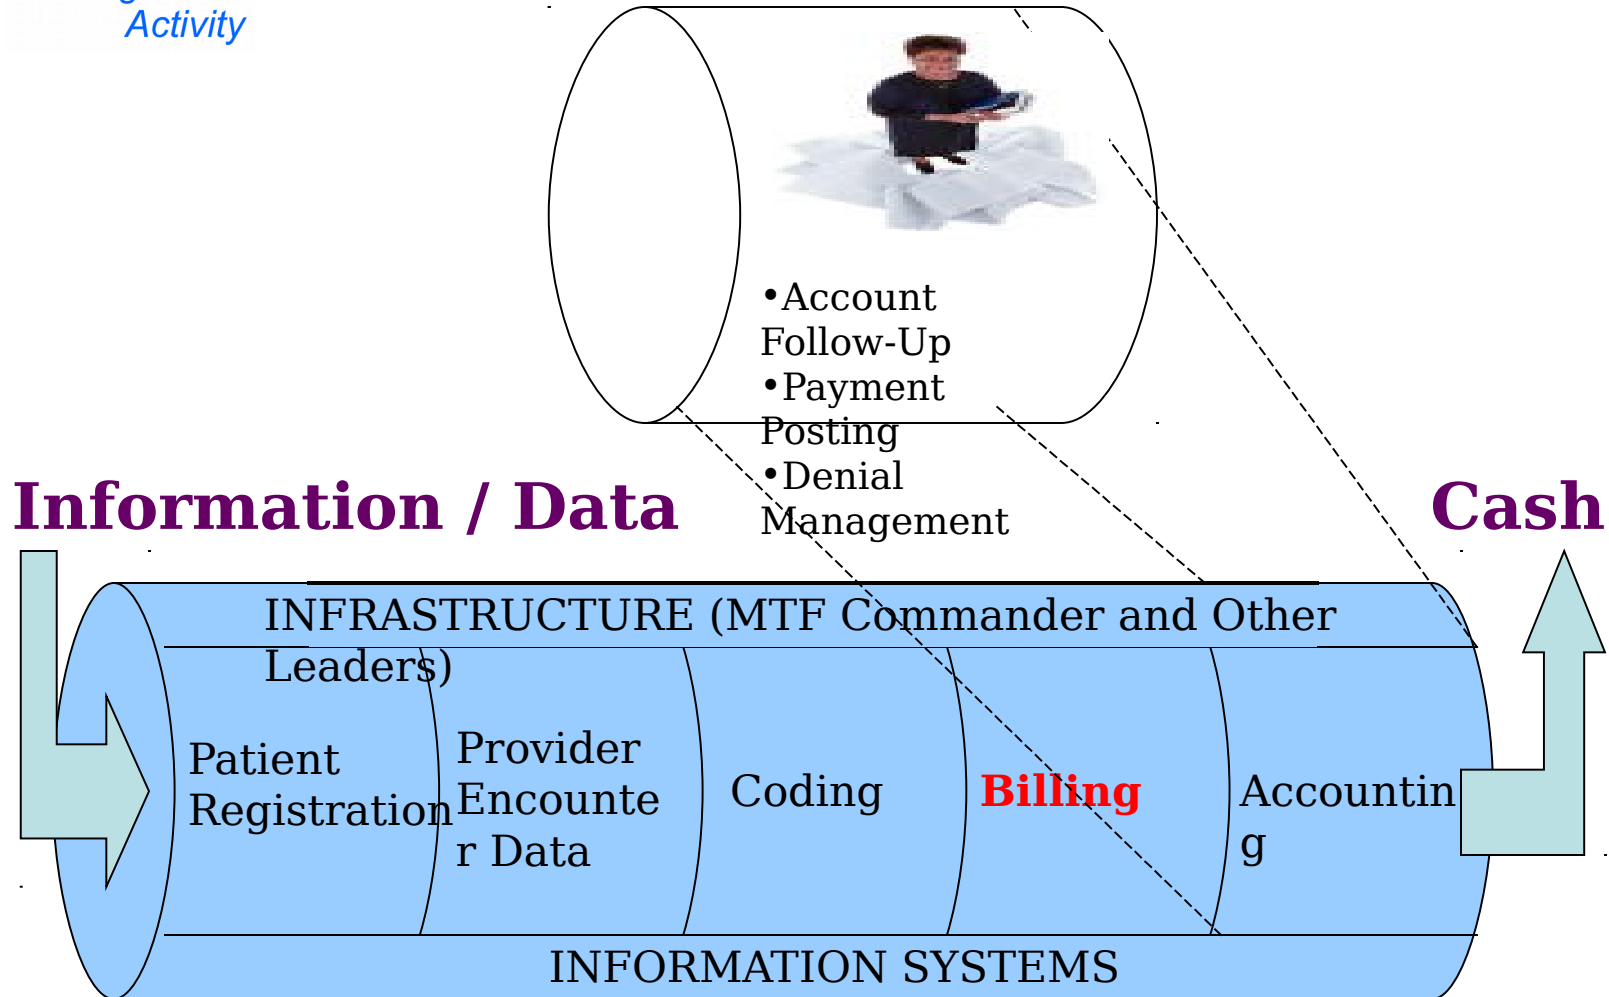 Activity
•Account
Follow-Up
•Payment
Posting
•Denial
Management
Information / Data
Cash
INFRASTRUCTURE (MTF Commander and Other
Leaders)
Patient
Registration
Provider
Encounte
r Data
Coding
Billing
Accountin
g
INFORMATION SYSTEMS